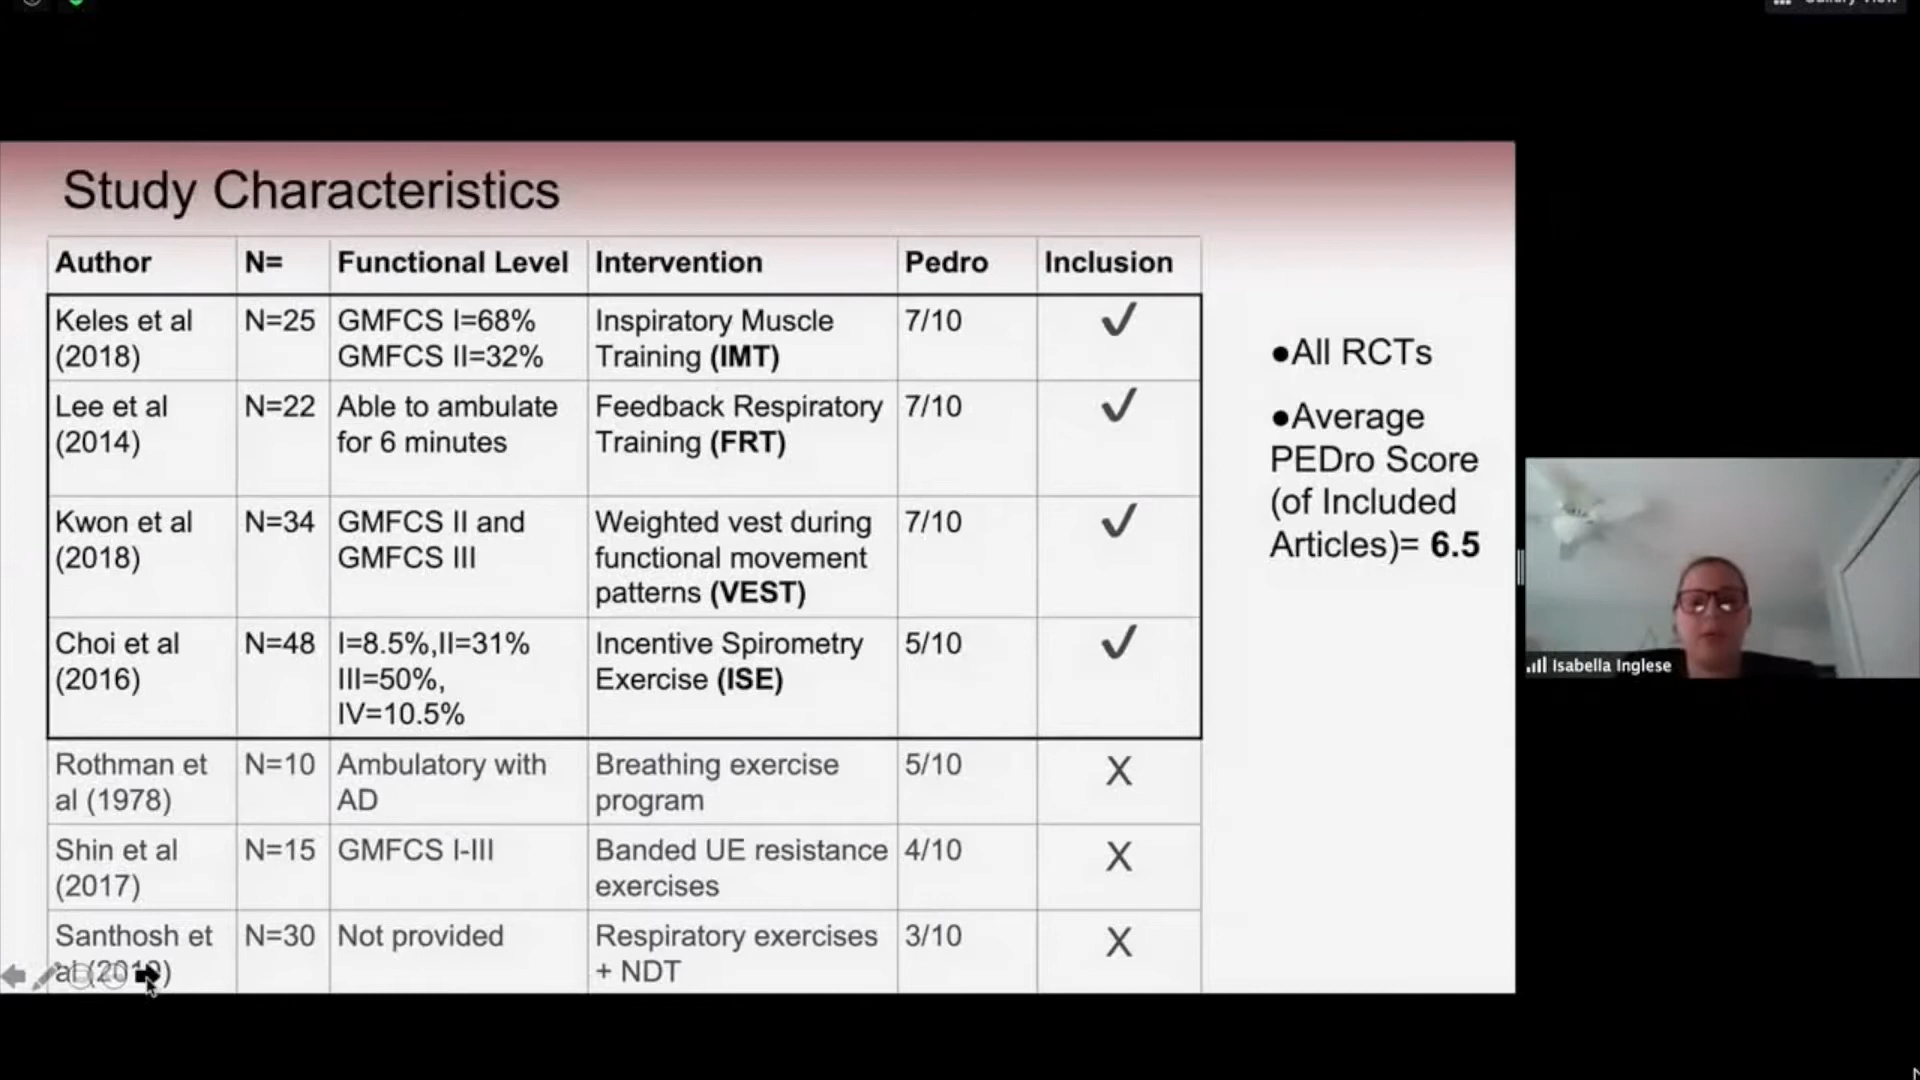 Study Characteristics
Author N= Functional Level Intervention Pedro Inclusion
Keles et al N=25 GMFCS I=68% Inspiratory Muscle 7/10 ✓
(2018) GMFCS II=32% Training (IMT)
Lee et al N=22 Able to ambulate Feedback Respiratory 7/10 ✓
(2014) for 6 minutes Training (FRT)
Kwon et al N=34 GMFCS II and Weighted vest during 7/10 ✓
(2018) GMFCS III functional movement
patterns (VEST)
Choi et al N=48 I=8.5%,II=31% Incentive Spirometry 5/10 ✓
(2016) III=50%, Exercise (ISE)
IV=10.5%
Rothman et N=10 Ambulatory with Breathing exercise 5/10 X
al (1978) AD program
Shin et al N=15 GMFCS I-III Banded UE resistance 4/10 X
(2017) exercises
Santhosh et N=30 Not provided Respiratory exercises 3/10 X
al + NDT
●All RCTs
●Average
PEDro Score
(of Included
Articles)= 6.5
Isabella Inglese